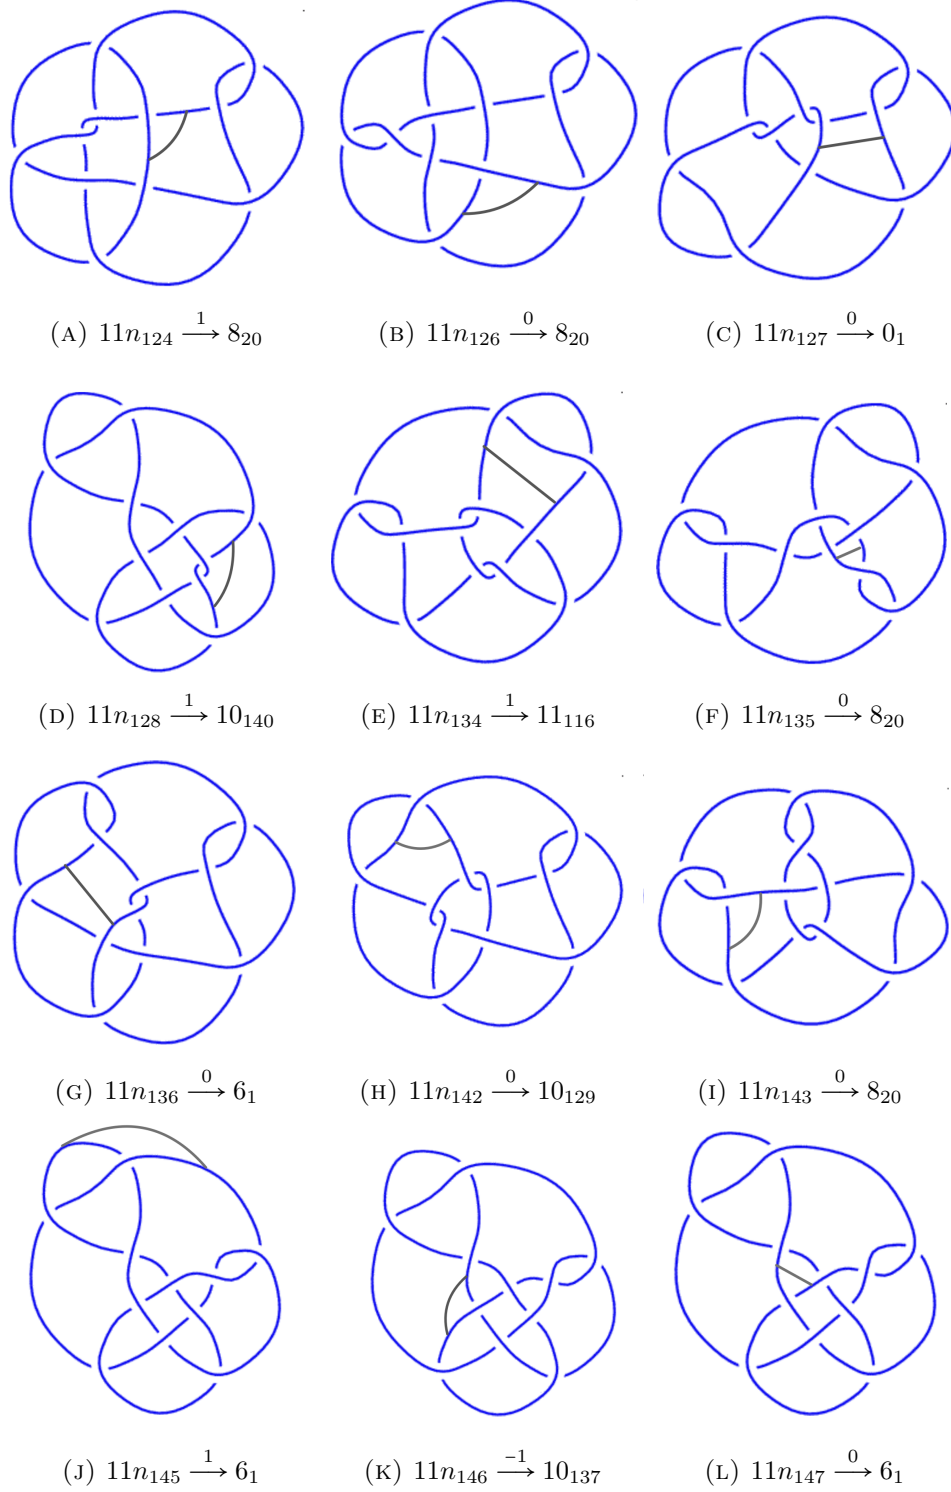 (A) 11n₁₂₄ —1→ 8₂₀
(B) 11n₁₂₆ —0→ 8₂₀
(C) 11n₁₂₇ —0→ 0₁
(D) 11n₁₂₈ —1→ 10₁₄₀
(E) 11n₁₃₄ —1→ 11₁₁₆
(F) 11n₁₃₅ —0→ 8₂₀
(G) 11n₁₃₆ —0→ 6₁
(H) 11n₁₄₂ —0→ 10₁₂₉
(I) 11n₁₄₃ —0→ 8₂₀
(J) 11n₁₄₅ —1→ 6₁
(K) 11n₁₄₆ —−1→ 10₁₃₇
(L) 11n₁₄₇ —0→ 6₁